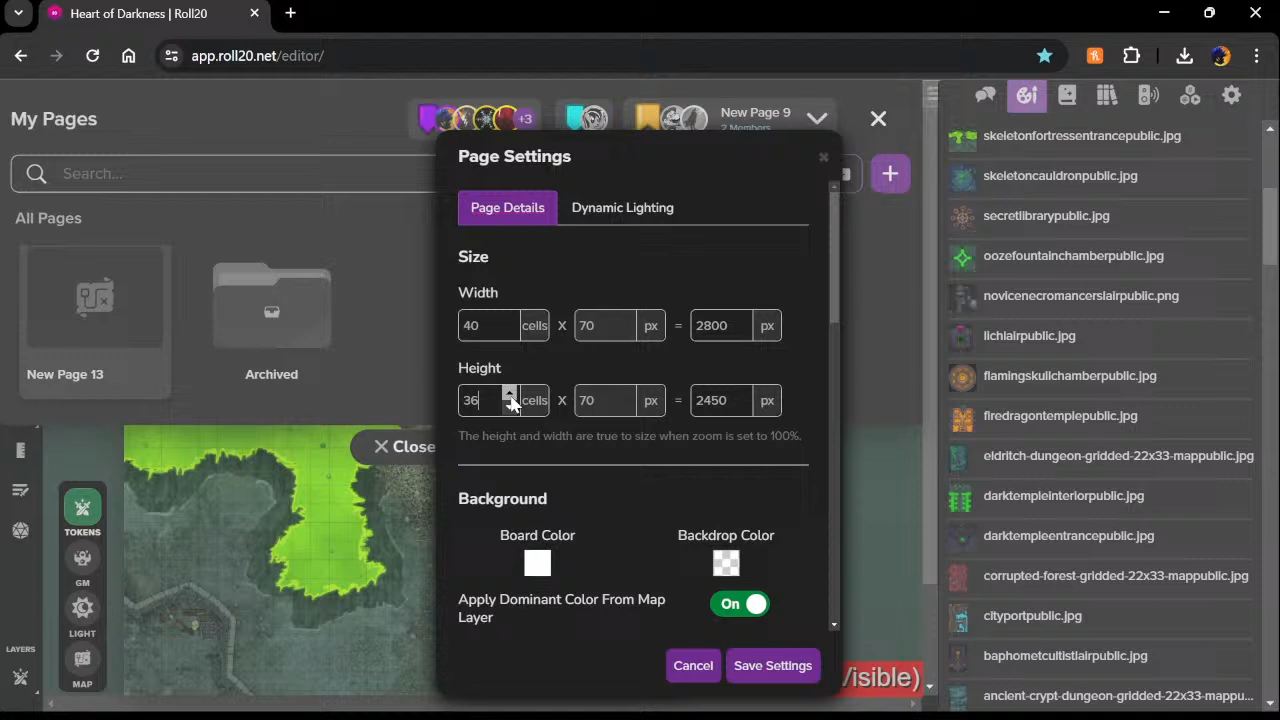 Heart of Darkness | Roll20
app.roll20.net/editor/
My Pages
+3
New Page 9
2 Members
Search...
All Pages
New Page 13
Archived
Close
Page Settings
Page Details
Dynamic Lighting
Size
Width
40 cells X 70 px = 2800 px
Height
36 cells X 70 px = 2450 px
The height and width are true to size when zoom is set to 100%.
Background
Board Color
Backdrop Color
Apply Dominant Color From Map
Layer
On
Cancel
Save Settings
TOKENS
GM
LIGHT
MAP
LAYERS
Visible)
skeletonfortressentrancepublic.jpg
skeletoncauldronpublic.jpg
secretlibrarypublic.jpg
oozefountainchamberpublic.jpg
novicenecromancerslairpublic.png
lichlairpublic.jpg
flamingskullchamberpublic.jpg
firedragontemplepublic.jpg
eldritch-dungeon-gridded-22x33-mappublic.jpg
darktempleinteriorpublic.jpg
darktempleentrancepublic.jpg
corrupted-forest-gridded-22x33-mappublic.jpg
cityportpublic.jpg
baphometcultistlairpublic.jpg
ancient-crypt-dungeon-gridded-22x33-mappu...